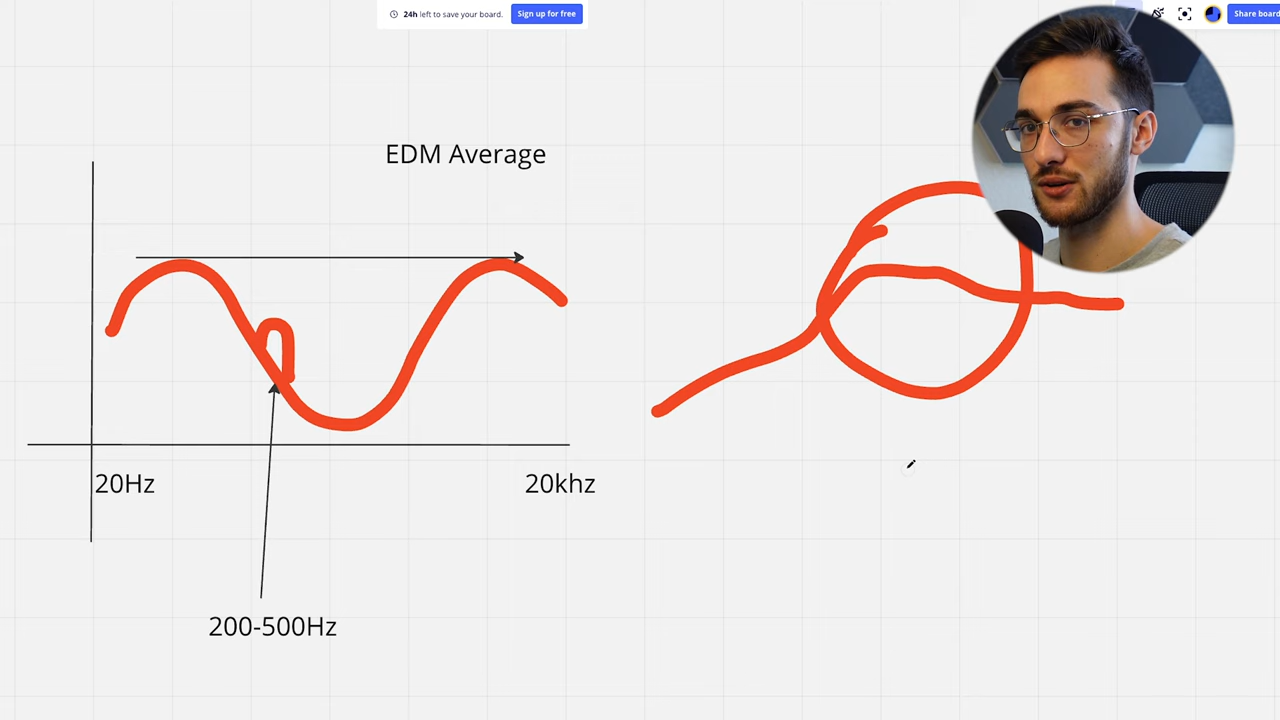 24h left to save your board.
Sign up for free
Share board
EDM Average
20Hz
20khz
200-500Hz